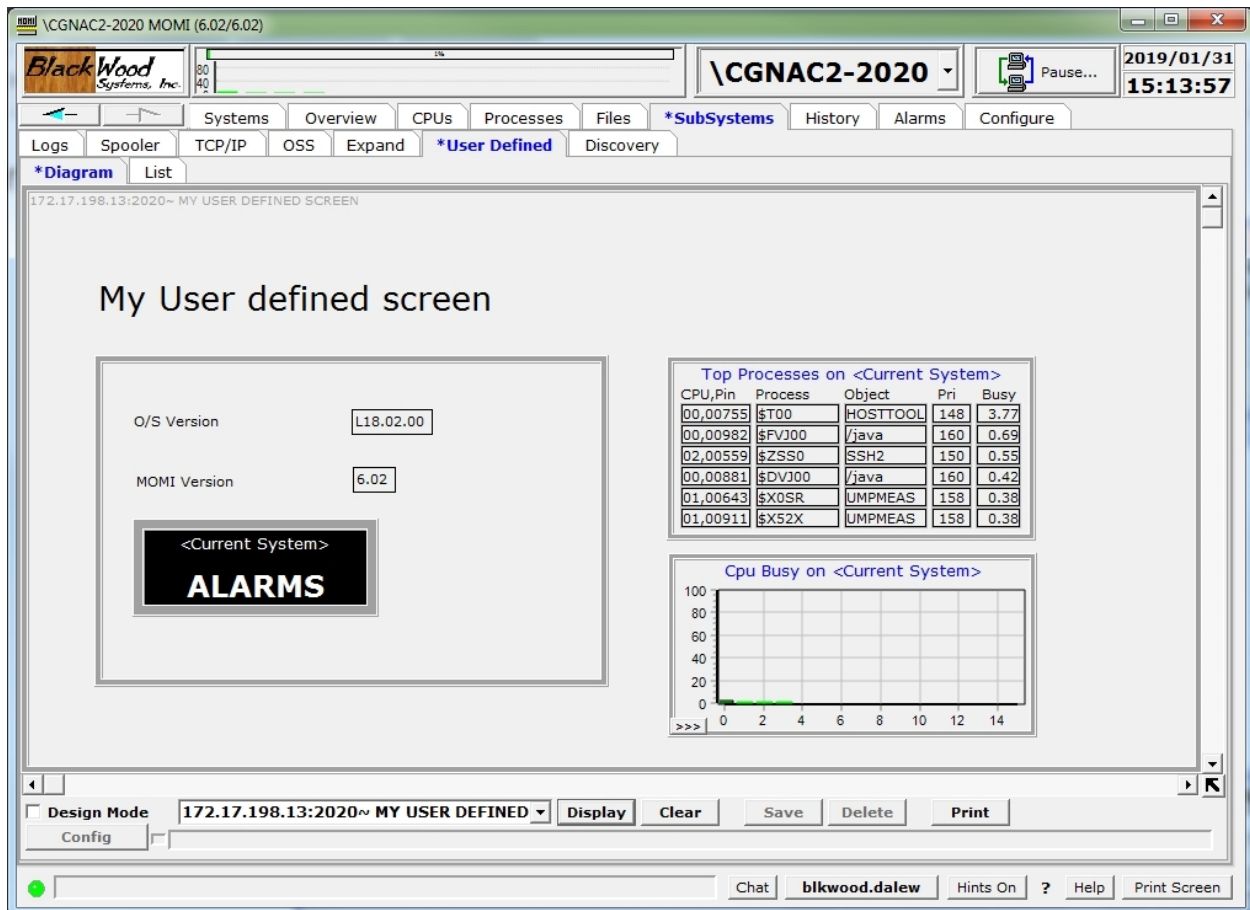 \CGNAC2-2020 MOMI (6.02/6.02)
BlackWood
Systems, Inc.
1%
80
40
\CGNAC2-2020
Pause...
2019/01/31
15:13:57
Systems Overview CPUs Processes Files *SubSystems History Alarms Configure
Logs Spooler TCP/IP OSS Expand *User Defined Discovery
*Diagram List
172.17.198.13:2020~ MY USER DEFINED SCREEN
My User defined screen
O/S Version L18.02.00
MOMI Version 6.02
<Current System>
ALARMS
Top Processes on <Current System>
CPU,Pin Process Object Pri Busy
00,00755 $T00 HOSTTOOL 148 3.77
00,00982 $FVJ00 /java 160 0.69
02,00559 $ZSS0 SSH2 150 0.55
00,00881 $DVJ00 /java 160 0.42
01,00643 $X0SR UMPMEAS 158 0.38
01,00911 $X52X UMPMEAS 158 0.38
Cpu Busy on <Current System>
100
80
60
40
20
0
0 2 4 6 8 10 12 14
>>>
Design Mode 172.17.198.13:2020~ MY USER DEFINED Display Clear Save Delete Print
Config
Chat blkwood.dalew Hints On ? Help Print Screen